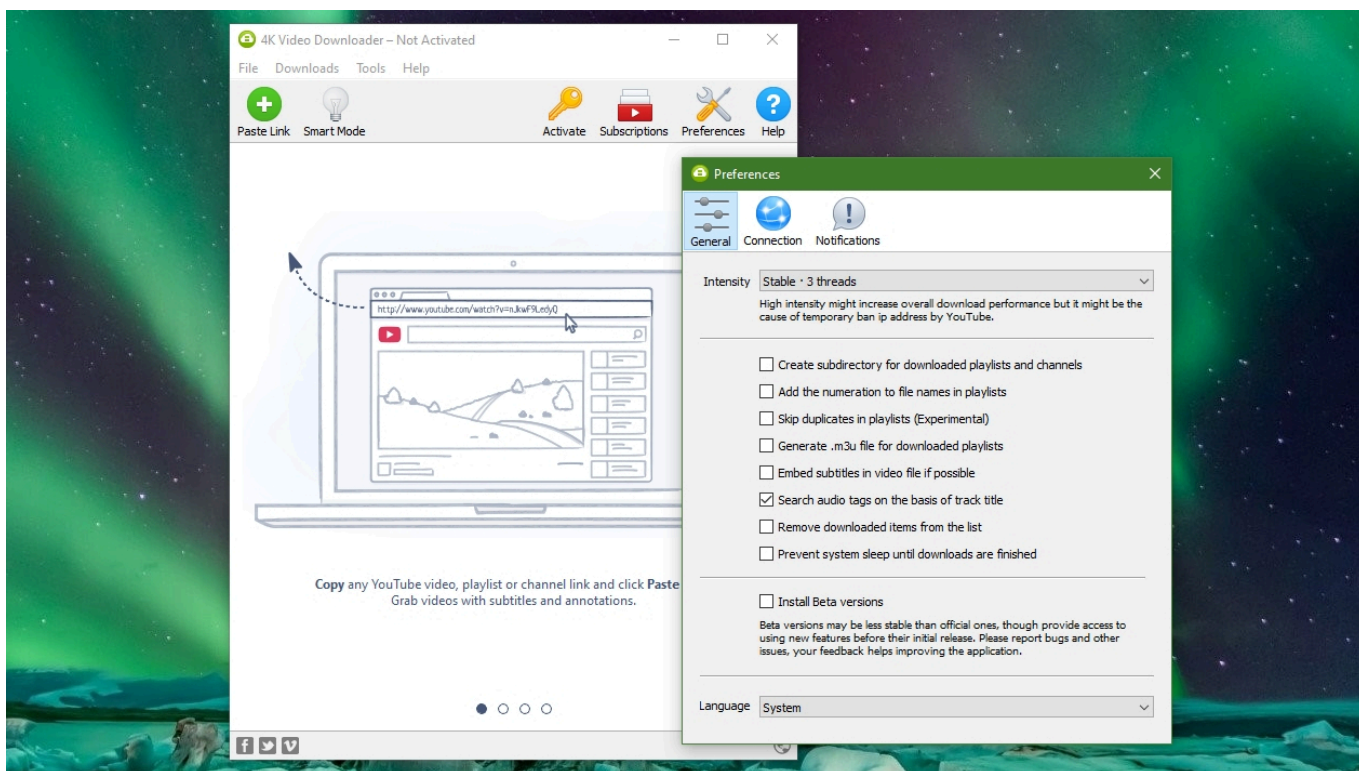 4K Video Downloader – Not Activated
File Downloads Tools Help
Paste Link Smart Mode Activate Subscriptions Preferences Help
http://www.youtube.com/watch?v=nJkwF9LedyQ
Copy any YouTube video, playlist or channel link and click Paste
Grab videos with subtitles and annotations.
Preferences
General Connection Notifications
Intensity Stable · 3 threads
High intensity might increase overall download performance but it might be the
cause of temporary ban ip address by YouTube.
Create subdirectory for downloaded playlists and channels
Add the numeration to file names in playlists
Skip duplicates in playlists (Experimental)
Generate .m3u file for downloaded playlists
Embed subtitles in video file if possible
Search audio tags on the basis of track title
Remove downloaded items from the list
Prevent system sleep until downloads are finished
Install Beta versions
Beta versions may be less stable than official ones, though provide access to
using new features before their initial release. Please report bugs and other
issues, your feedback helps improving the application.
Language System